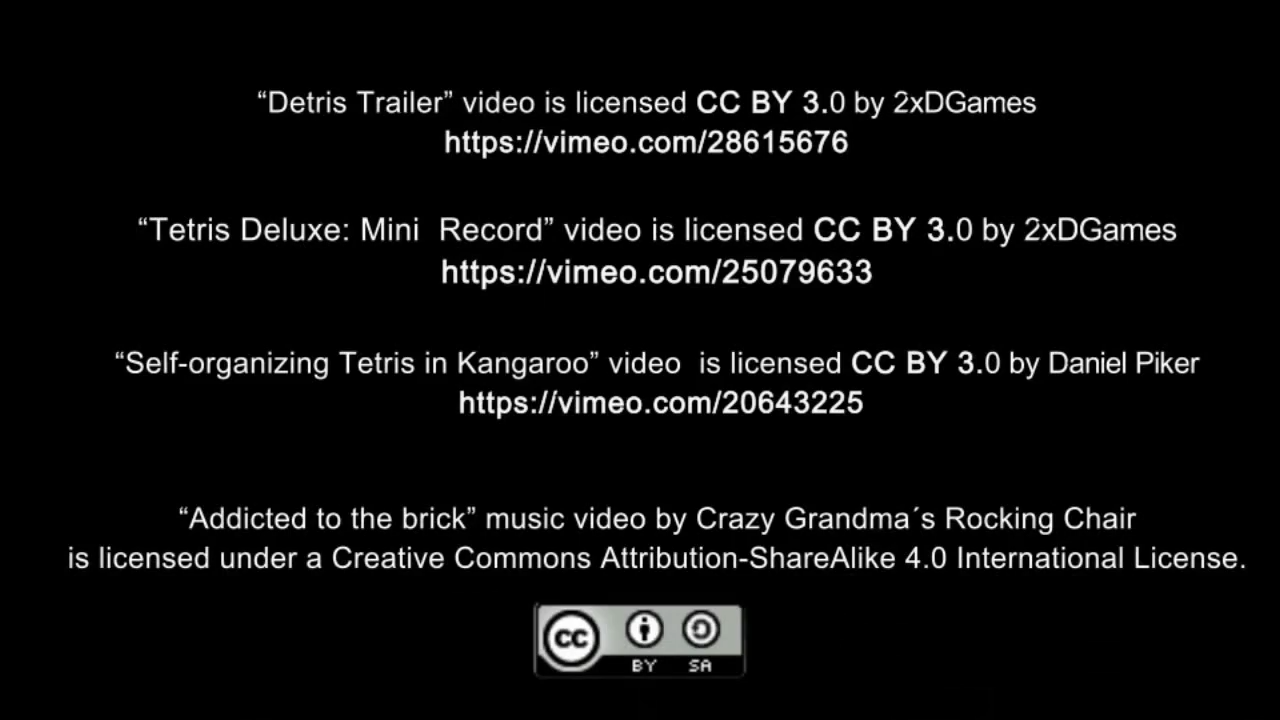 “Detris Trailer” video is licensed CC BY 3.0 by 2xDGames
https://vimeo.com/28615676
“Tetris Deluxe: Mini  Record” video is licensed CC BY 3.0 by 2xDGames
https://vimeo.com/25079633
“Self-organizing Tetris in Kangaroo” video  is licensed CC BY 3.0 by Daniel Piker
https://vimeo.com/20643225
“Addicted to the brick” music video by Crazy Grandma´s Rocking Chair
is licensed under a Creative Commons Attribution-ShareAlike 4.0 International License.
cc
BY SA